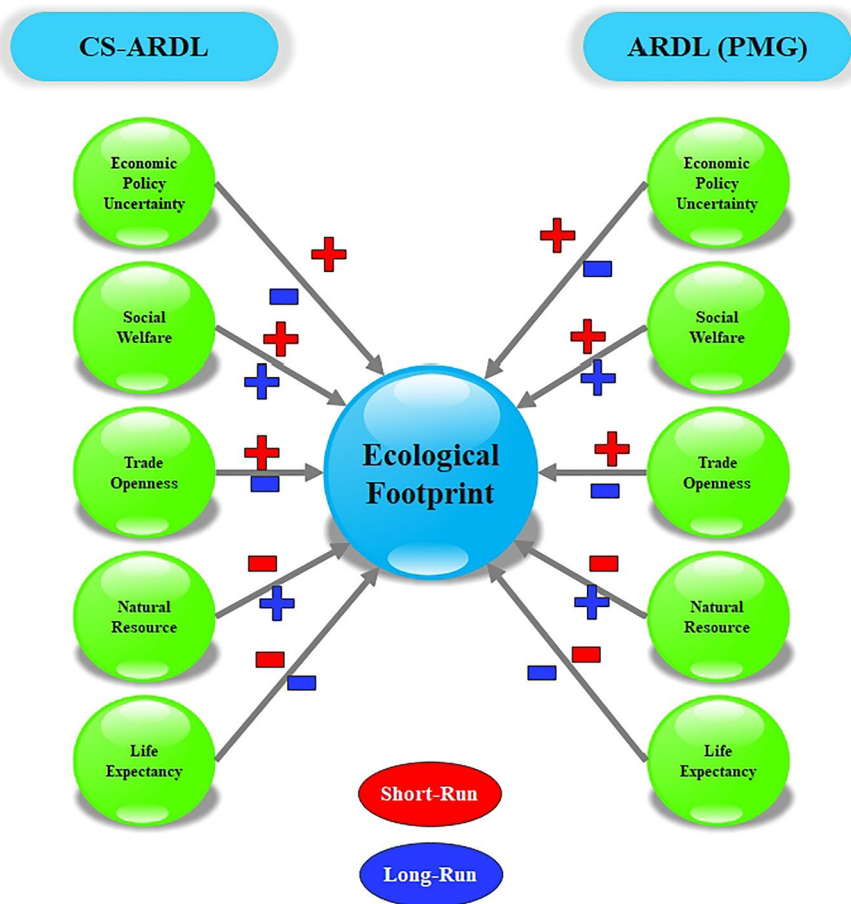 CS-ARDL
ARDL (PMG)
Economic
Policy
Uncertainty
Economic
Policy
Uncertainty
Social
Welfare
Social
Welfare
Ecological
Footprint
Trade
Openness
Trade
Openness
Natural
Resource
Natural
Resource
Life
Expectancy
Life
Expectancy
Short-Run
Long-Run